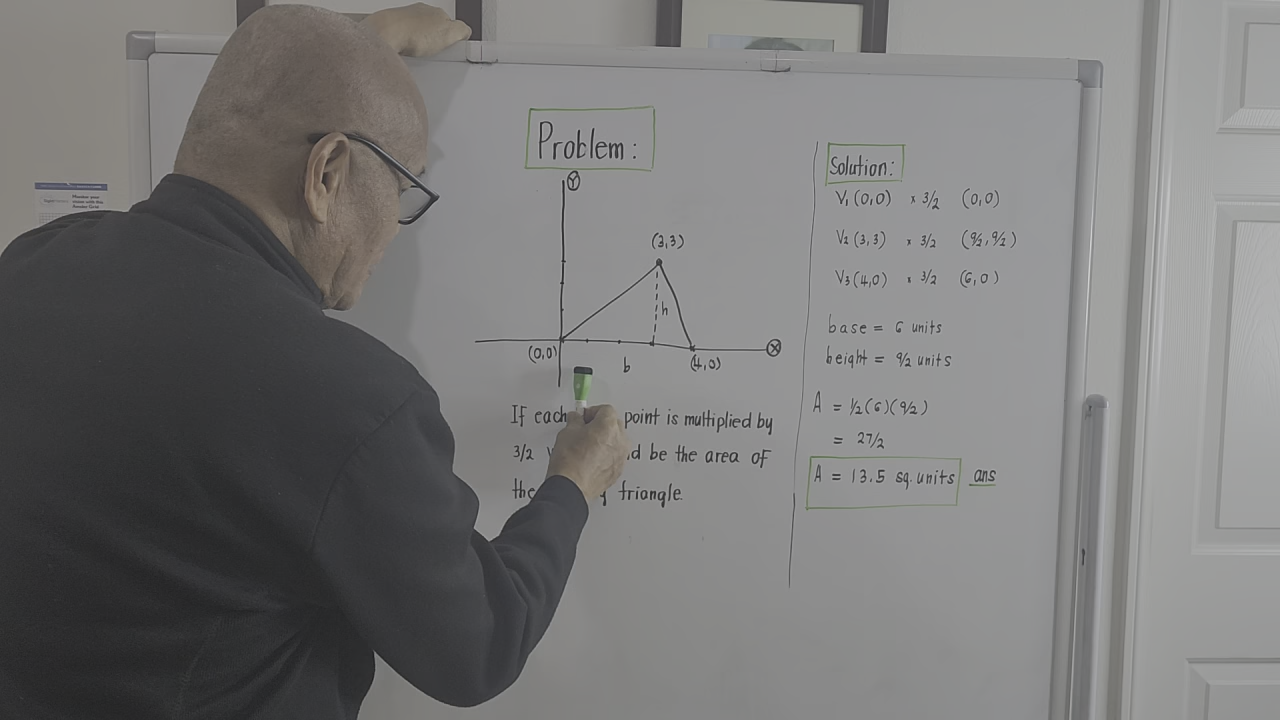 Problem:
Y
(3,3)
h
(0,0)
b
(4,0)
X
If each point is multiplied by
3/2 be the area of
the triangle.
Solution:
V1 (0,0) × 3/2 (0,0)
V2 (3,3) × 3/2 (9/2, 9/2)
V3 (4,0) × 3/2 (6,0)
base = 6 units
height = 9/2 units
A = 1/2 (6) (9/2)
= 27/2
A = 13.5 sq. units ans